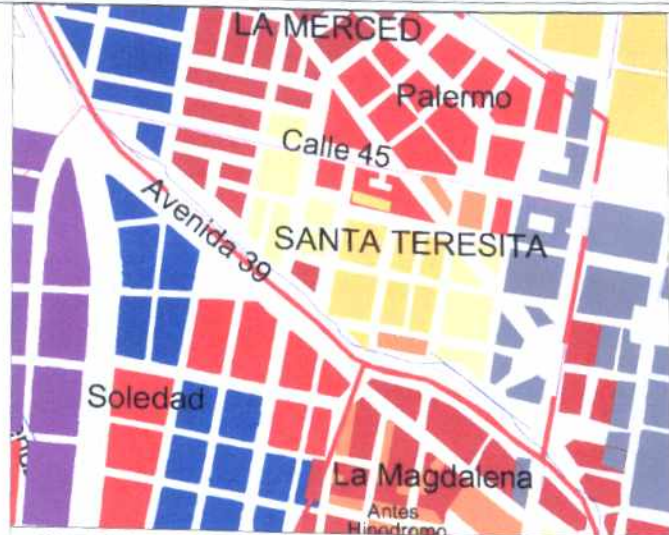 LA MERCED
Palermo
Calle 45
Avenida 39
SANTA TERESITA
Soledad
La Magdalena
Antes
Hipodromo